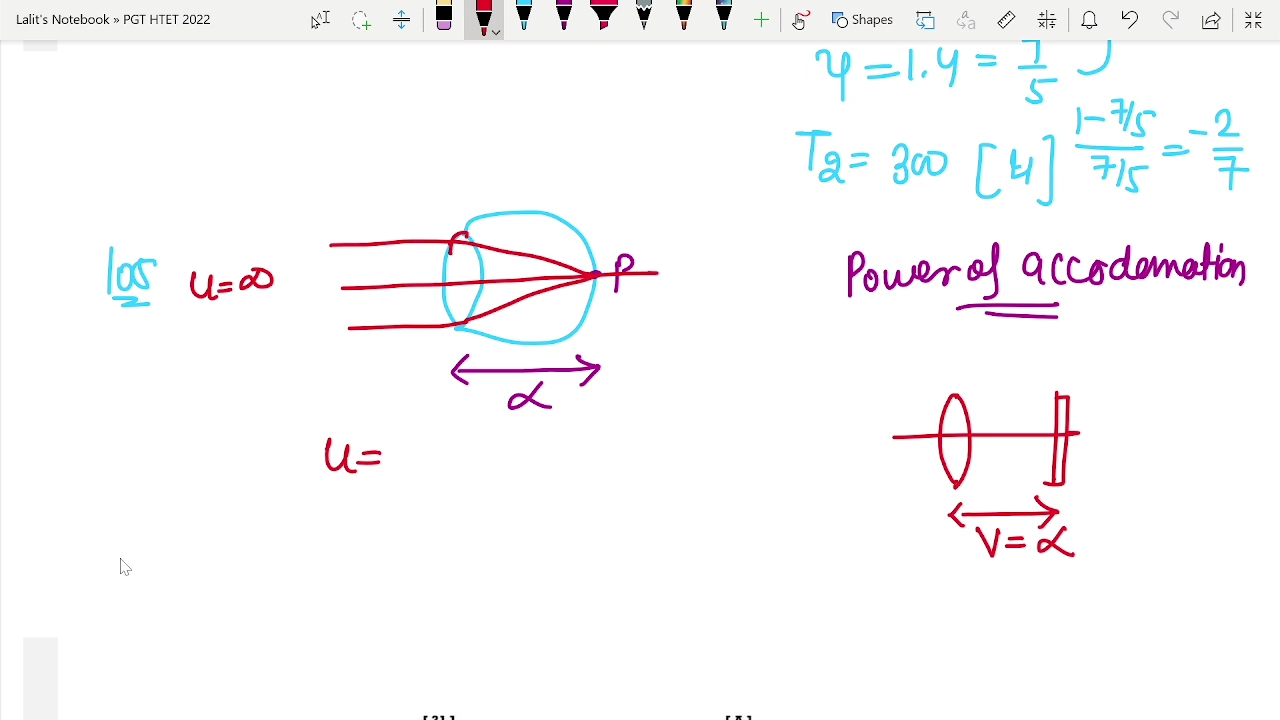 Lalit's Notebook » PGT HTET 2022
Shapes
γ = 1.4 = 7/5
T2 = 300 [4] 1-7/5 / 7/5 = -2/7
105
u=∞
P
Power of accodemation
α
u=
V= α